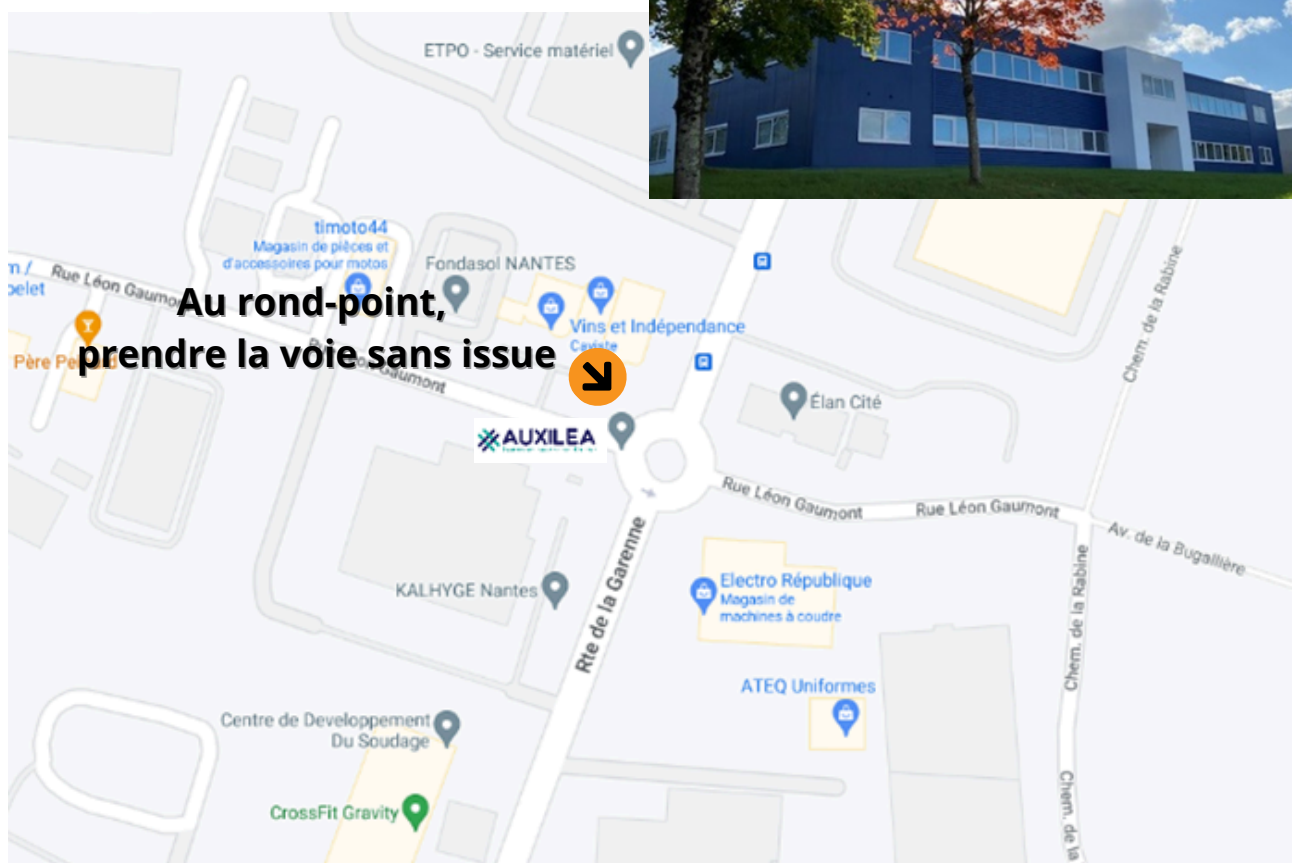 ETPO - Service matériel
timoto44
Magasin de pièces et
d'accessoires pour motos
Fondasol NANTES
Rue Léon Gaumont
Au rond-point,
prendre la voie sans issue
Vins et Indépendance
Caviste
Père
Gaumont
AUXILEA
Élan Cité
Chem. de la Rabine
Rue Léon Gaumont
Rue Léon Gaumont
Av. de la Bugallière
Rte de la Garenne
KALHYGE Nantes
Electro République
Magasin de
machines à coudre
Chem. de la Rabine
ATEQ Uniformes
Centre de Developpement
Du Soudage
CrossFit Gravity
Chem. de la